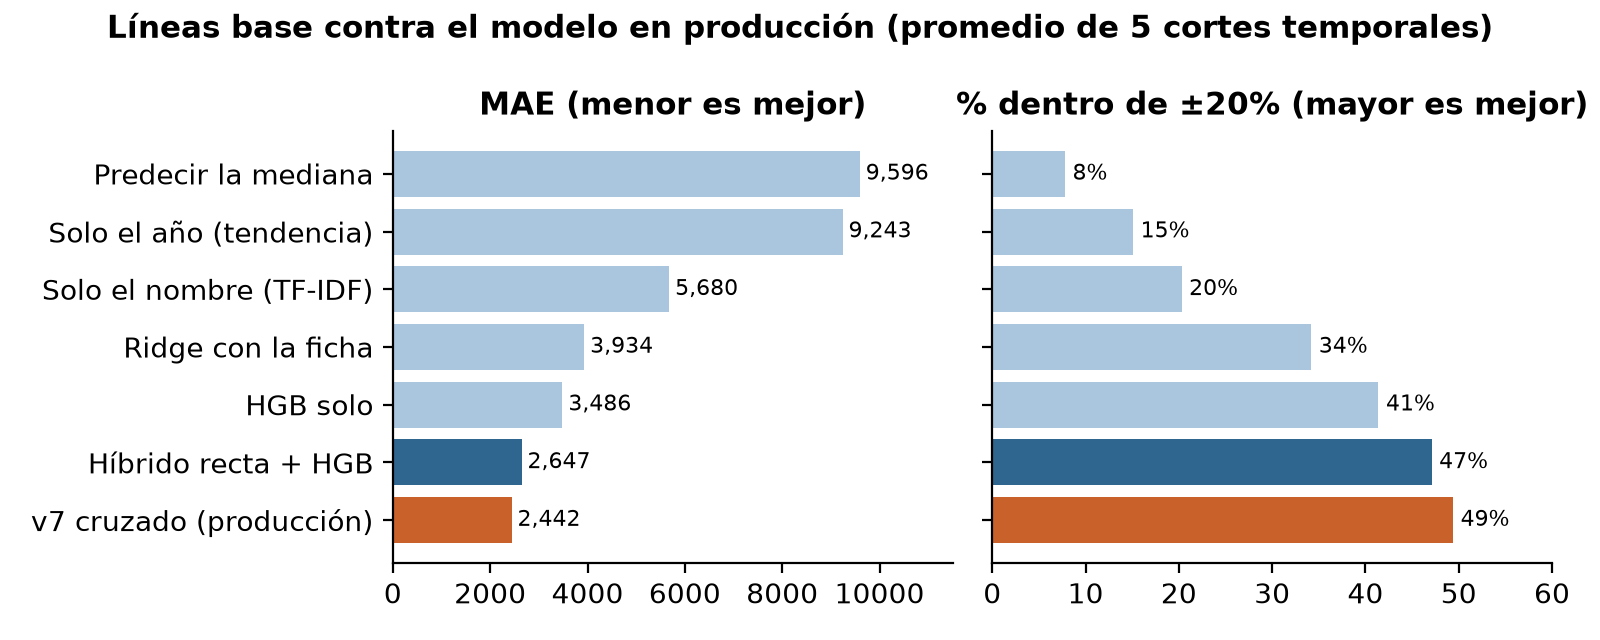 Líneas base contra el modelo en producción (promedio de 5 cortes temporales)
MAE (menor es mejor)
Predecir la mediana 9,596
Solo el año (tendencia) 9,243
Solo el nombre (TF-IDF) 5,680
Ridge con la ficha 3,934
HGB solo 3,486
Híbrido recta + HGB 2,647
v7 cruzado (producción) 2,442
0 2000 4000 6000 8000 10000
% dentro de ±20% (mayor es mejor)
8%
15%
20%
34%
41%
47%
49%
0 10 20 30 40 50 60